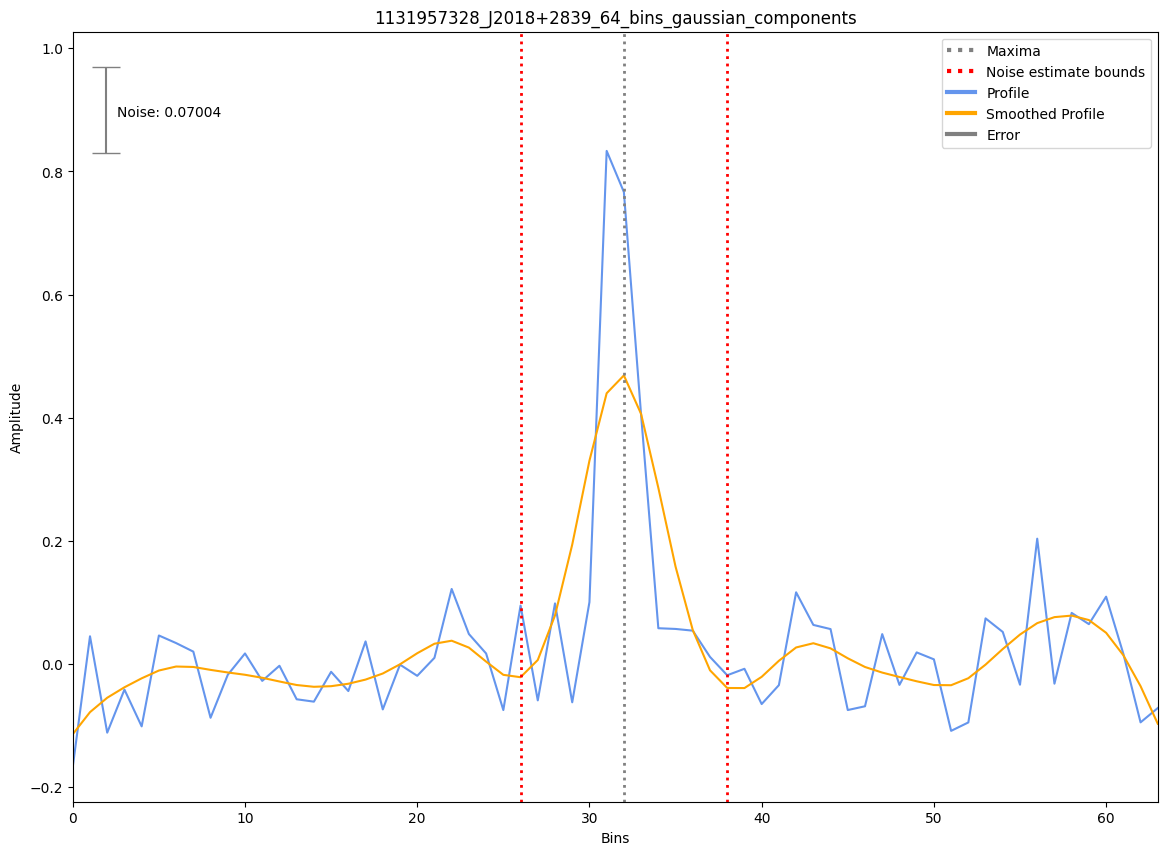 1131957328_J2018+2839_64_bins_gaussian_components
Maxima
Noise estimate bounds
Profile
Smoothed Profile
Error
Noise: 0.07004
1.0
0.8
0.6
0.4
0.2
0.0
−0.2
Amplitude
0 10 20 30 40 50 60
Bins